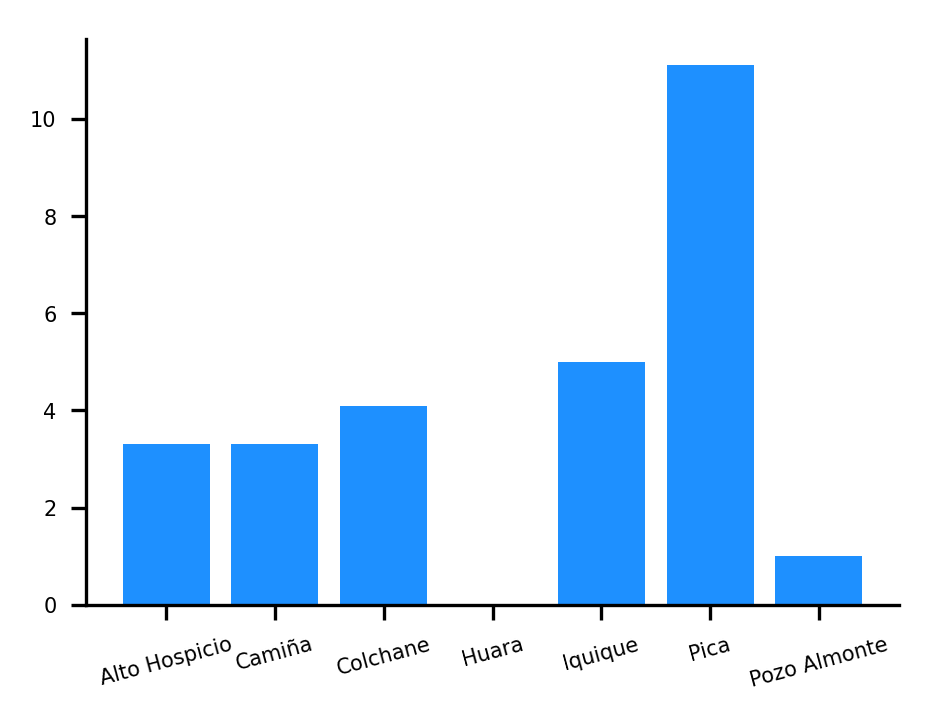 10
8
6
4
2
0
Alto Hospicio
Camiña
Colchane
Huara
Iquique
Pica
Pozo Almonte